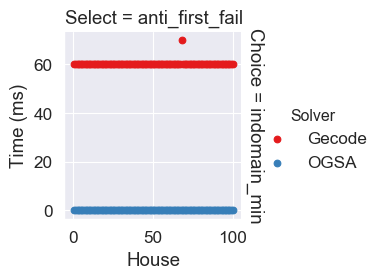 Select = anti_first_fail
Choice = indomain_min
Time (ms)
60
40
20
0
0 50 100
House
Solver
Gecode
OGSA